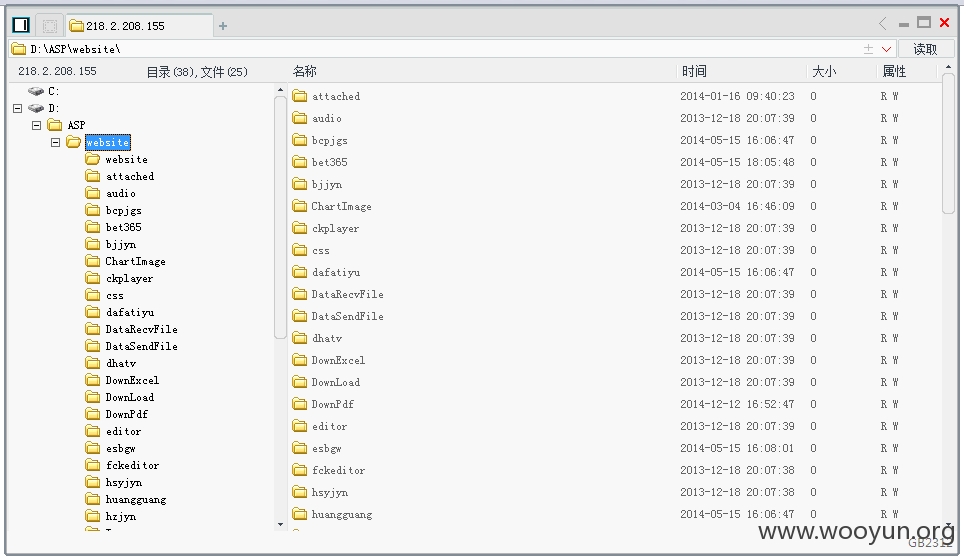 218.2.208.155
D:\ASP\website\ 读取
218.2.208.155 目录(38),文件(25) 名称 时间 大小 属性
C:
D:
ASP
website
website
attached
audio
bcpjgs
bet365
bjjyn
ChartImage
ckplayer
css
dafatiyu
DataRecvFile
DataSendFile
dhatv
DownExcel
DownLoad
DownPdf
editor
esbgw
fckeditor
hsyjyn
huangguang
hzjyn
attached 2014-01-16 09:40:23 0 R W
audio 2013-12-18 20:07:39 0 R W
bcpjgs 2014-05-15 16:06:47 0 R W
bet365 2014-05-15 18:05:48 0 R W
bjjyn 2013-12-18 20:07:39 0 R W
ChartImage 2014-03-04 16:46:09 0 R W
ckplayer 2013-12-18 20:07:39 0 R W
css 2013-12-18 20:07:39 0 R W
dafatiyu 2014-05-15 16:06:47 0 R W
DataRecvFile 2013-12-18 20:07:39 0 R W
DataSendFile 2013-12-18 20:07:39 0 R W
dhatv 2013-12-18 20:07:39 0 R W
DownExcel 2013-12-18 20:07:39 0 R W
DownLoad 2013-12-18 20:07:39 0 R W
DownPdf 2014-12-12 16:52:47 0 R W
editor 2013-12-18 20:07:39 0 R W
esbgw 2014-05-15 16:08:01 0 R W
fckeditor 2013-12-18 20:07:38 0 R W
hsyjyn 2013-12-18 20:07:38 0 R W
huangguang 2014-05-15 16:06:47 0 R W
www.wooyun.org
GB2312